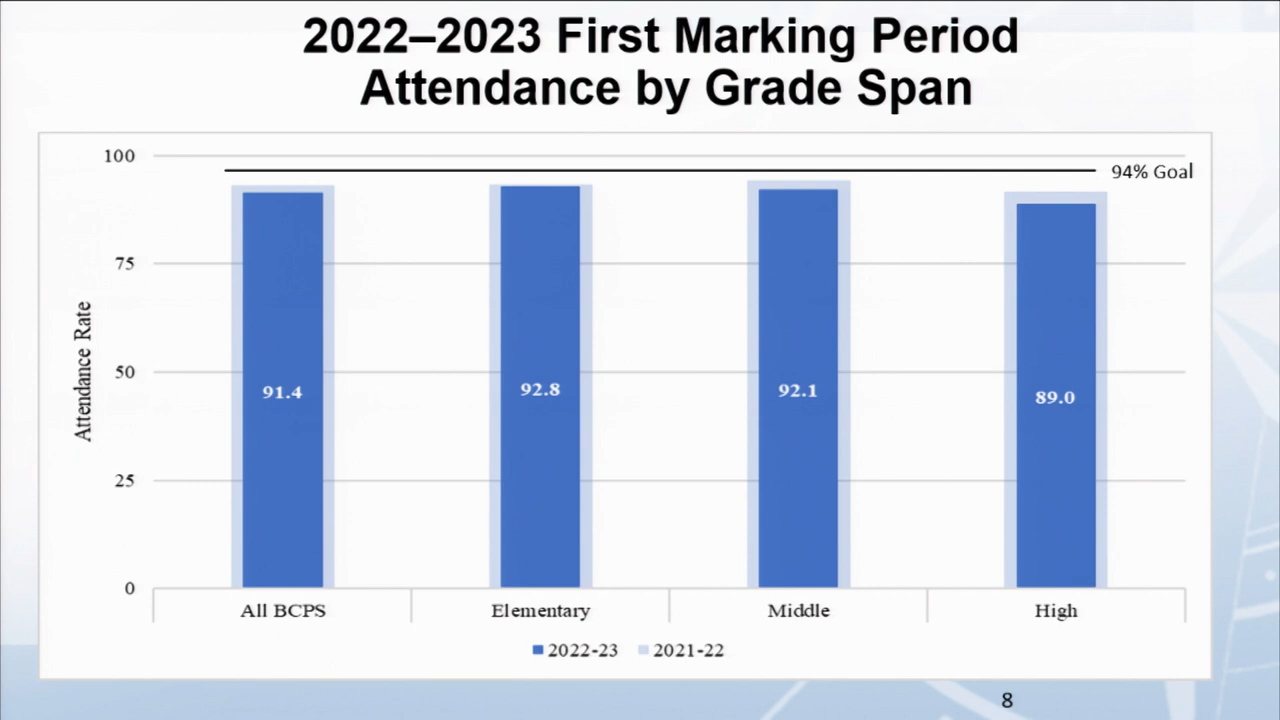 2022–2023 First Marking Period
Attendance by Grade Span
100
94% Goal
75
50
25
0
Attendance Rate
91.4
92.8
92.1
89.0
All BCPS
Elementary
Middle
High
2022-23
2021-22
8